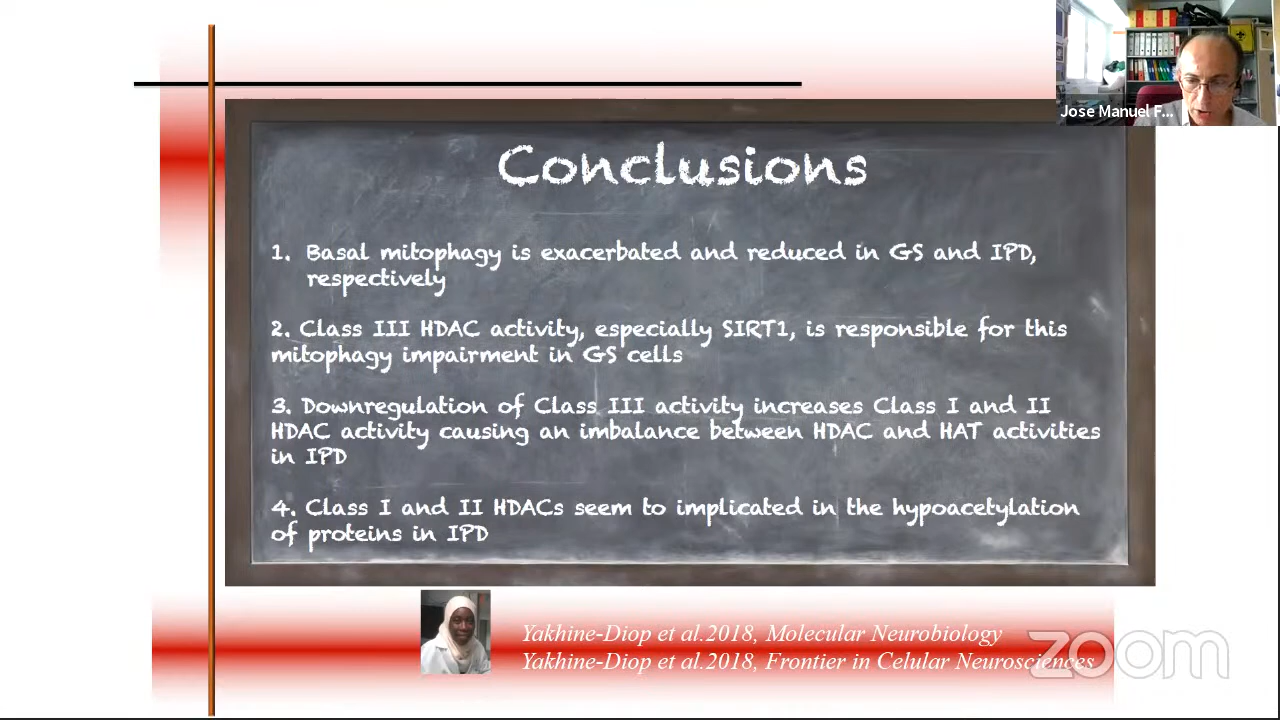 Jose Manuel F...
Conclusions
1. Basal mitophagy is exacerbated and reduced in GS and IPD,
respectively
2. Class III HDAC activity, especially SIRT1, is responsible for this
mitophagy impairment in GS cells
3. Downregulation of Class III activity increases Class I and II
HDAC activity causing an imbalance between HDAC and HAT activities
in IPD
4. Class I and II HDACs seem to implicated in the hypoacetylation
of proteins in IPD
Yakhine-Diop et al.2018, Molecular Neurobiology
Yakhine-Diop et al.2018, Frontier in Celular Neurosciences
zoom